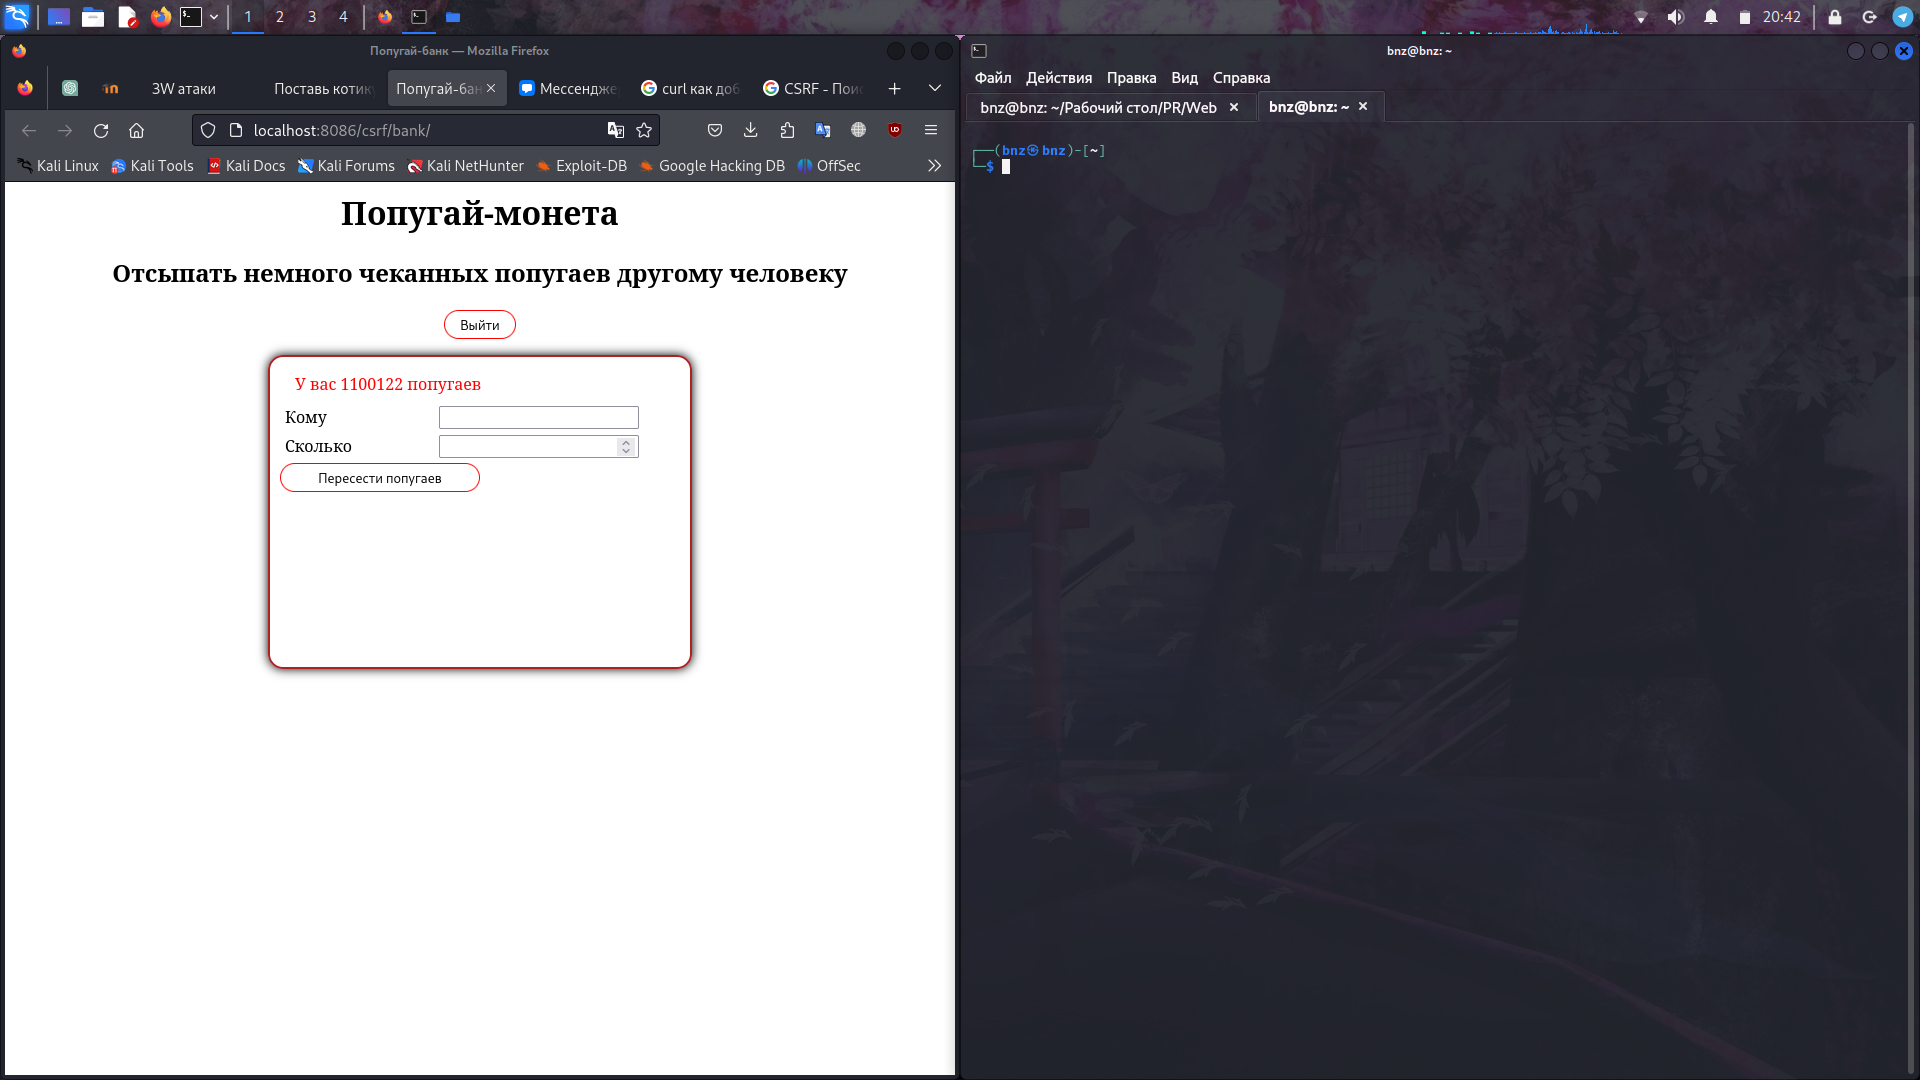 1 2 3 4
20:42
Попугай-банк — Mozilla Firefox
3W атаки
Поставь котик
Попугай-бан
Мессендже
curl как доб
CSRF - Пои
localhost:8086/csrf/bank/
Kali Linux
Kali Tools
Kali Docs
Kali Forums
Kali NetHunter
Exploit-DB
Google Hacking DB
OffSec
Попугай-монета
Отсыпать немного чеканных попугаев другому человеку
Выйти
У вас 1100122 попугаев
Кому
Сколько
Пересести попугаев
bnz@bnz: ~
Файл Действия Правка Вид Справка
bnz@bnz: ~/Рабочий стол/PR/Web
bnz@bnz: ~
┌──(bnz㉿bnz)-[~]
└─$